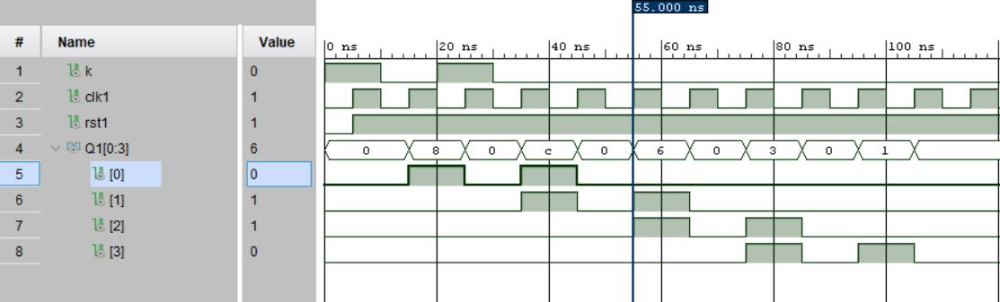 55.000 ns
# Name Value
0 ns 20 ns 40 ns 60 ns 80 ns 100 ns
1 k 0
2 clk1 1
3 rst1 1
4 Q1[0:3] 6 0 8 0 c 0 6 0 3 0 1
5 [0] 0
6 [1] 1
7 [2] 1
8 [3] 0